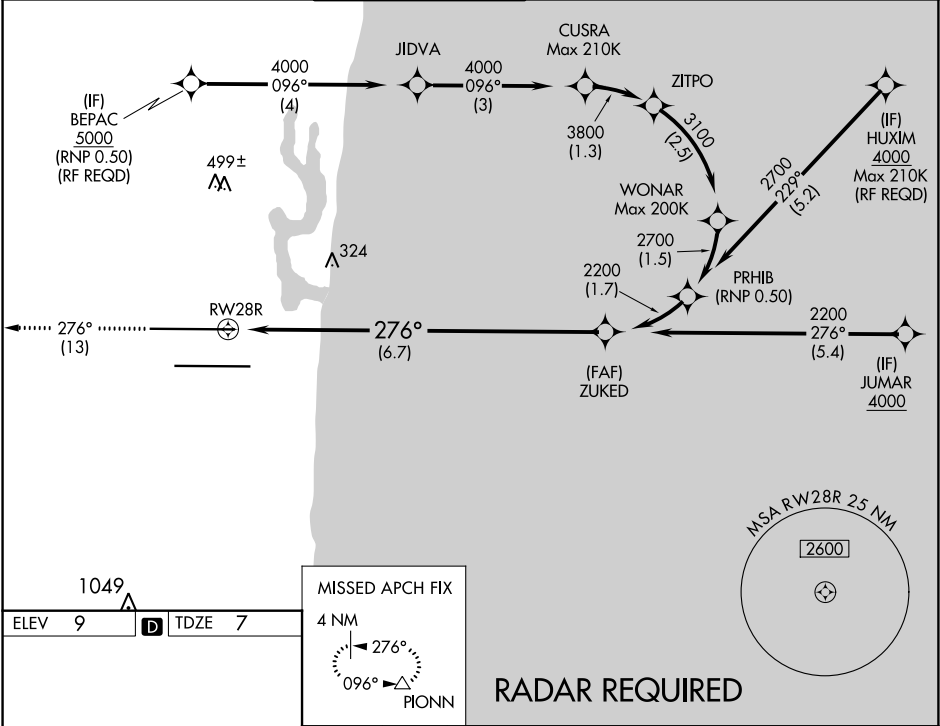 JIDVA
CUSRA
Max 210K
ZITPO
4000
096°
(4)
4000
096°
(3)
(IF)
BEPAC
5000
(RNP 0.50)
(RF REQD)
3800
(1.3)
3100
(2.5)
(IF)
HUXIM
4000
Max 210K
(RF REQD)
2700
229°
(5.2)
499±
WONAR
Max 200K
2700
(1.5)
324
2200
(1.7)
PRHIB
(RNP 0.50)
RW28R
276°
(13)
276°
(6.7)
2200
276°
(5.4)
(FAF)
ZUKED
(IF)
JUMAR
4000
MSA RW28R 25 NM
2600
1049
ELEV 9
D
TDZE 7
MISSED APCH FIX
4 NM
276°
096°
PIONN
RADAR REQUIRED